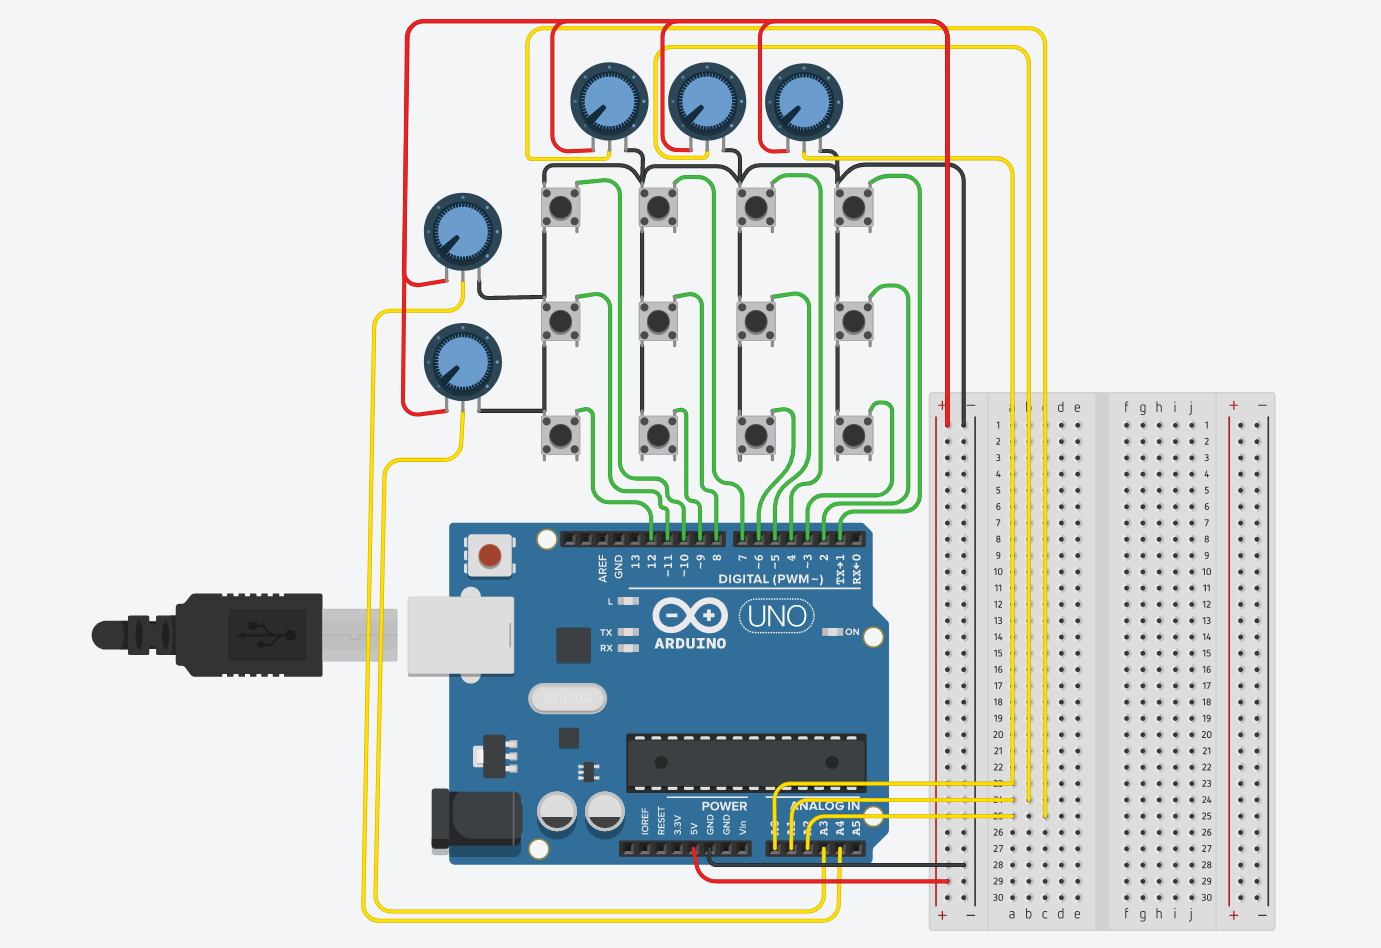 + − a b c d e f g h i j + −
1 1
2 2
3 3
4 4
5 5
6 6
7 7
8 8
9 9
10 10
11 11
12 12
13 13
14 14
15 15
16 16
17 17
18 18
19 19
20 20
21 21
22 22
23 23
24 24
25 25
26 26
27 27
28 28
29 29
30 30
+ − a b c d e f g h i j + −
AREF
GND
13
12
~11
~10
~9
8
7
~6
~5
4
~3
2
TX→1
RX←0
DIGITAL (PWM~)
L
TX
RX
UNO
ARDUINO
ON
POWER
ANALOG IN
IOREF
RESET
3.3V
5V
GND
GND
Vin
A0
A1
A2
A3
A4
A5